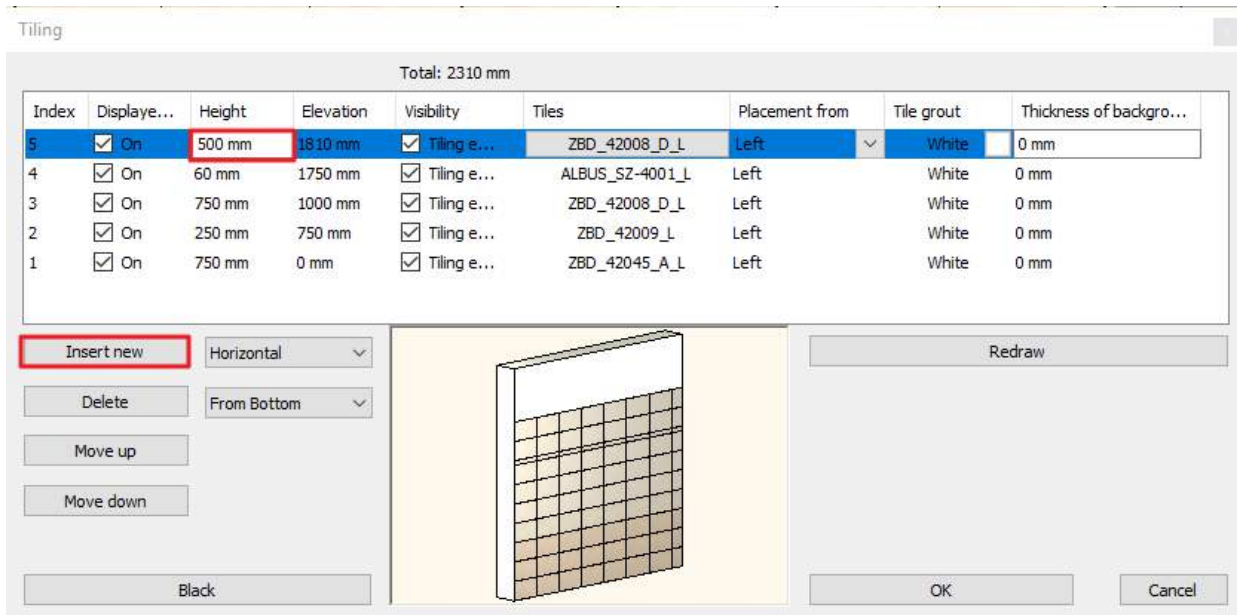 Tiling
Total: 2310 mm
Index Displaye... Height Elevation Visibility Tiles Placement from Tile grout Thickness of backgro...
5 On 500 mm 1810 mm Tiling e... ZBD_42008_D_L Left White 0 mm
4 On 60 mm 1750 mm Tiling e... ALBUS_SZ-4001_L Left White 0 mm
3 On 750 mm 1000 mm Tiling e... ZBD_42008_D_L Left White 0 mm
2 On 250 mm 750 mm Tiling e... ZBD_42009_L Left White 0 mm
1 On 750 mm 0 mm Tiling e... ZBD_42045_A_L Left White 0 mm
Insert new Horizontal Redraw
Delete From Bottom
Move up
Move down
Black OK Cancel